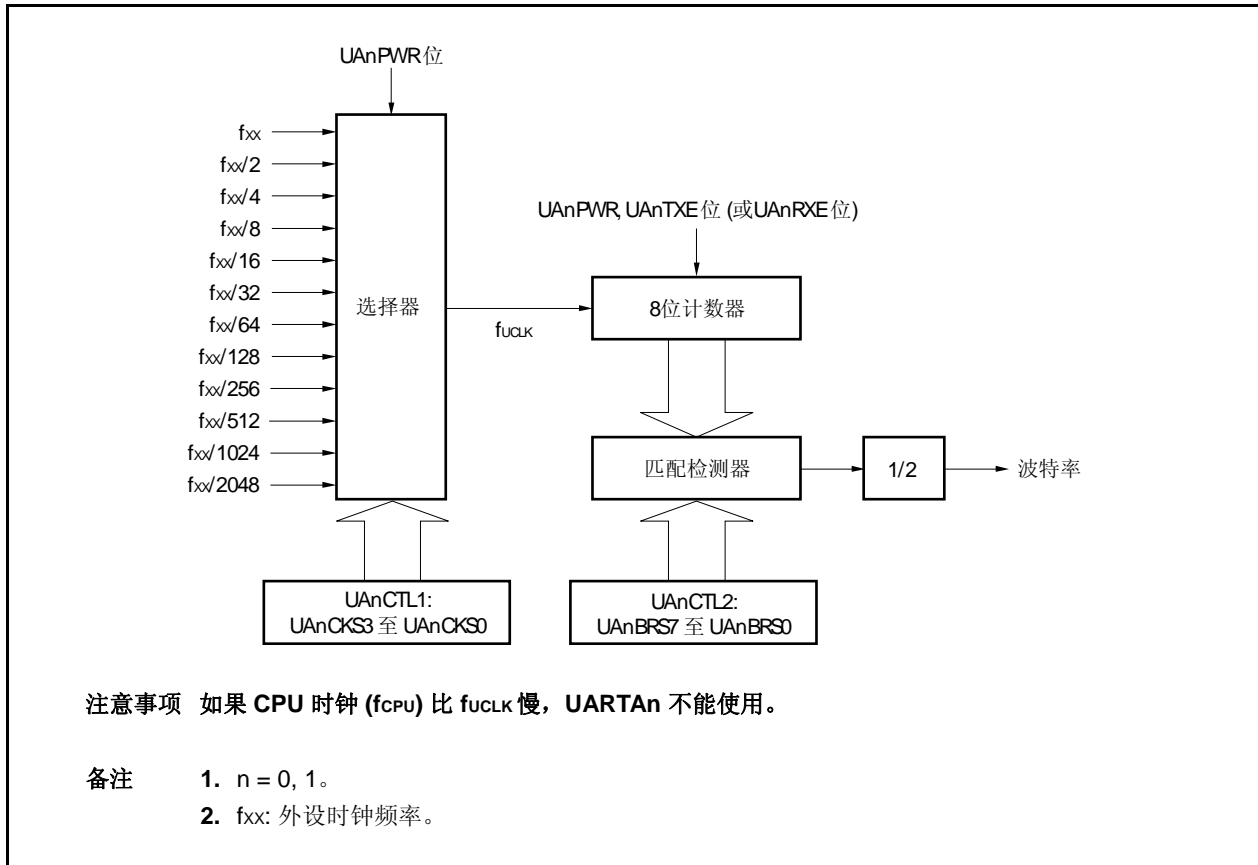 UAnPWR位
fxx
fxx/2
fxx/4
fxx/8
fxx/16
fxx/32
fxx/64
fxx/128
fxx/256
fxx/512
fxx/1024
fxx/2048
选择器
fUCLK
UAnPWR, UAnTXE位 (或UAnRXE位)
8位计数器
匹配检测器
1/2
波特率
UAnCTL1:
UAnCKS3 至 UAnCKS0
UAnCTL2:
UAnBRS7 至 UAnBRS0
注意事项 如果 CPU 时钟 (fCPU) 比 fUCLK 慢，UARTAn 不能使用。
备注 1. n = 0, 1。
2. fxx: 外设时钟频率。